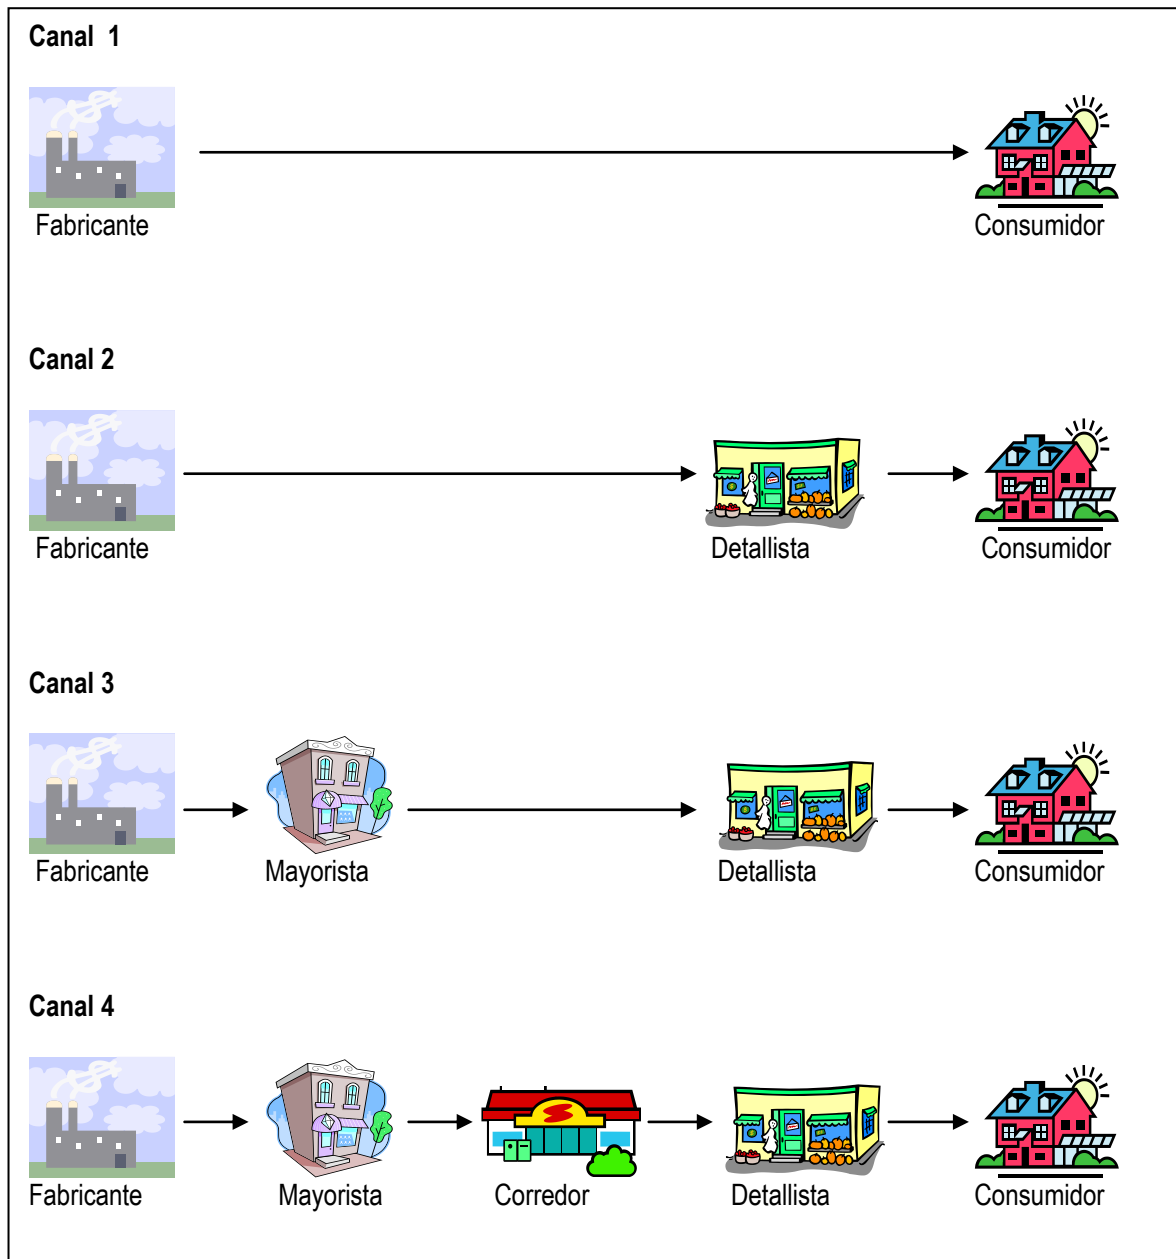 Canal 1
Fabricante Consumidor
Canal 2
Fabricante Detallista Consumidor
Canal 3
Fabricante Mayorista Detallista Consumidor
Canal 4
Fabricante Mayorista Corredor Detallista Consumidor